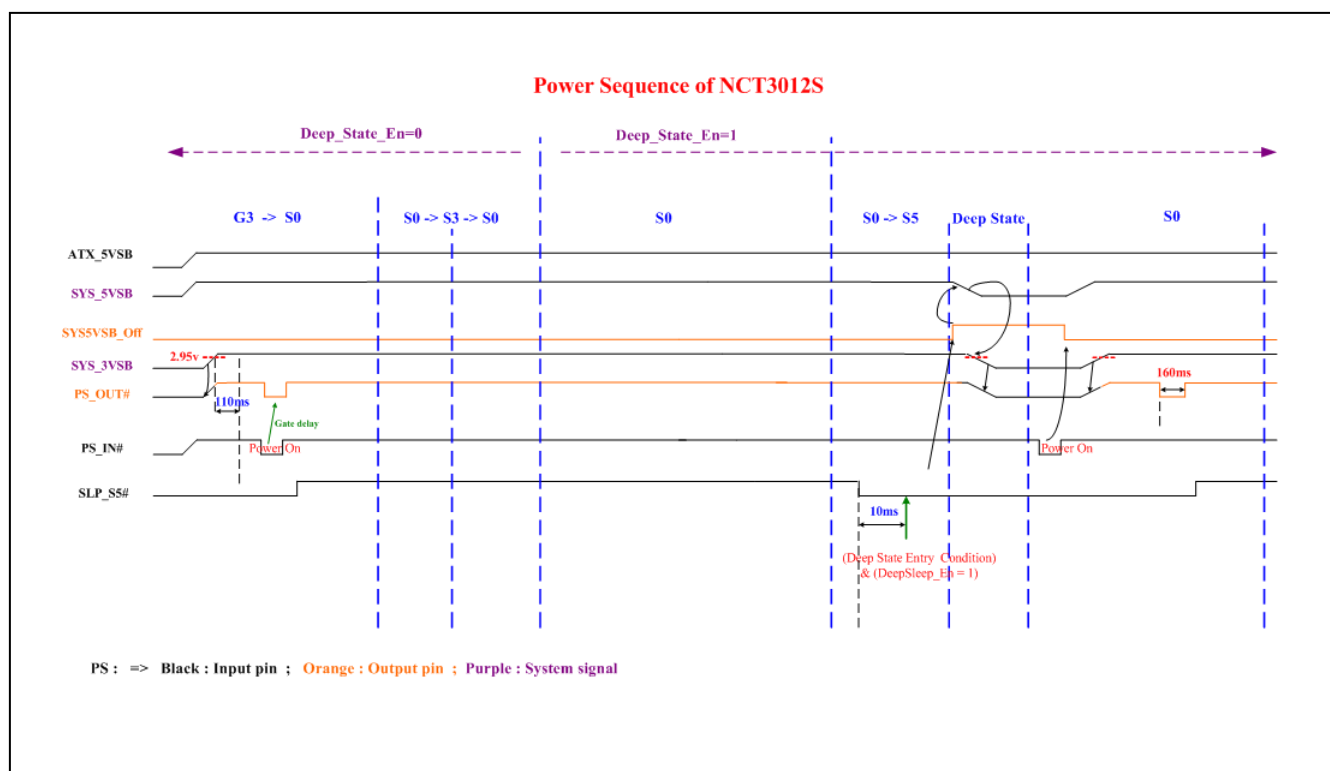 Power Sequence of NCT3012S
Deep_State_En=0
Deep_State_En=1
G3 -> S0
S0 -> S3 -> S0
S0
S0 -> S5
Deep State
S0
ATX_5VSB
SYS_5VSB
SYS5VSB_Off
2.95v
SYS_3VSB
160ms
PS_OUT#
110ms
Gate delay
PS_IN#
Power On
Power On
SLP_S5#
10ms
(Deep State Entry Condition)
& (DeepSleep_En = 1)
PS : => Black : Input pin ; Orange : Output pin ; Purple : System signal